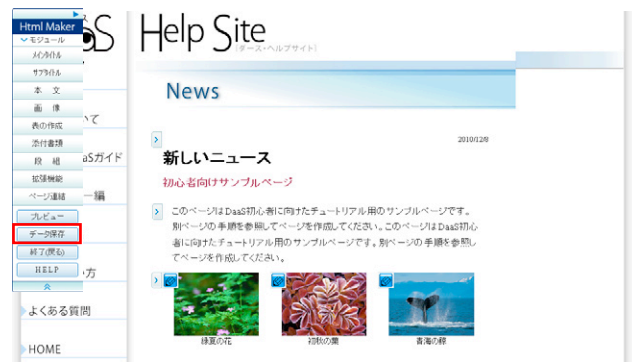 Html Maker
モジュール
メインタイトル
サブタイトル
本 文
画 像
表の作成
添付書類
段 組
拡張機能
ページ連結
プレビュー
データ保存
終了(戻る)
HELP
S
いて
aSガイド
ー編
い方
よくある質問
HOME
Help Site
(ダース・ヘルプサイト)
News
2010/12/8
新しいニュース
初心者向けサンプルページ
このページはDaaS初心者に向けたチュートリアル用のサンプルページです。
別ページの手順を参照してページを作成してください。このページはDaaS初心
者に向けたチュートリアル用のサンプルページです。別ページの手順を参照し
てページを作成してください。
緑夏の花
初秋の葉
青海の鯨